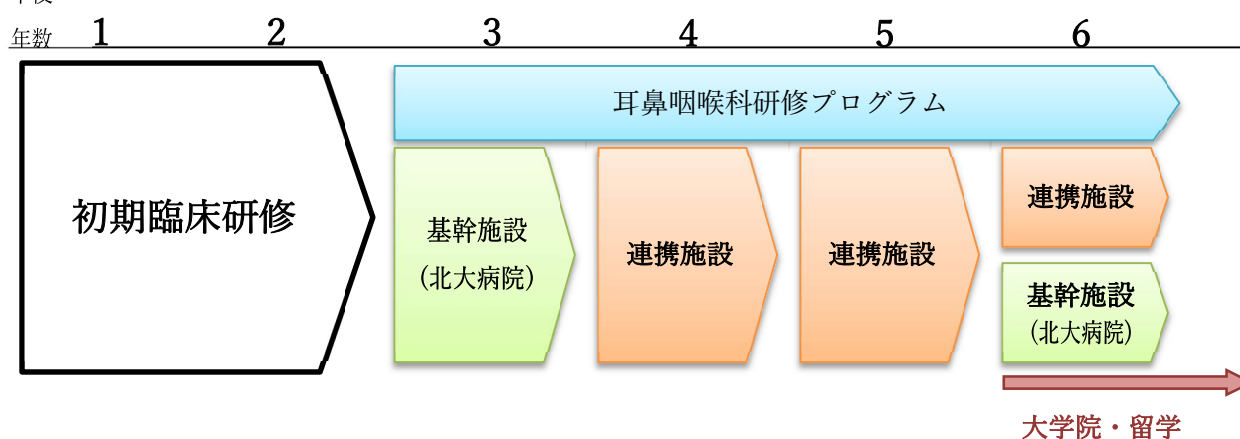 年数 1 2 3 4 5 6
耳鼻咽喉科研修プログラム
初期臨床研修
基幹施設
(北大病院)
連携施設
連携施設
連携施設
基幹施設
(北大病院)
大学院・留学